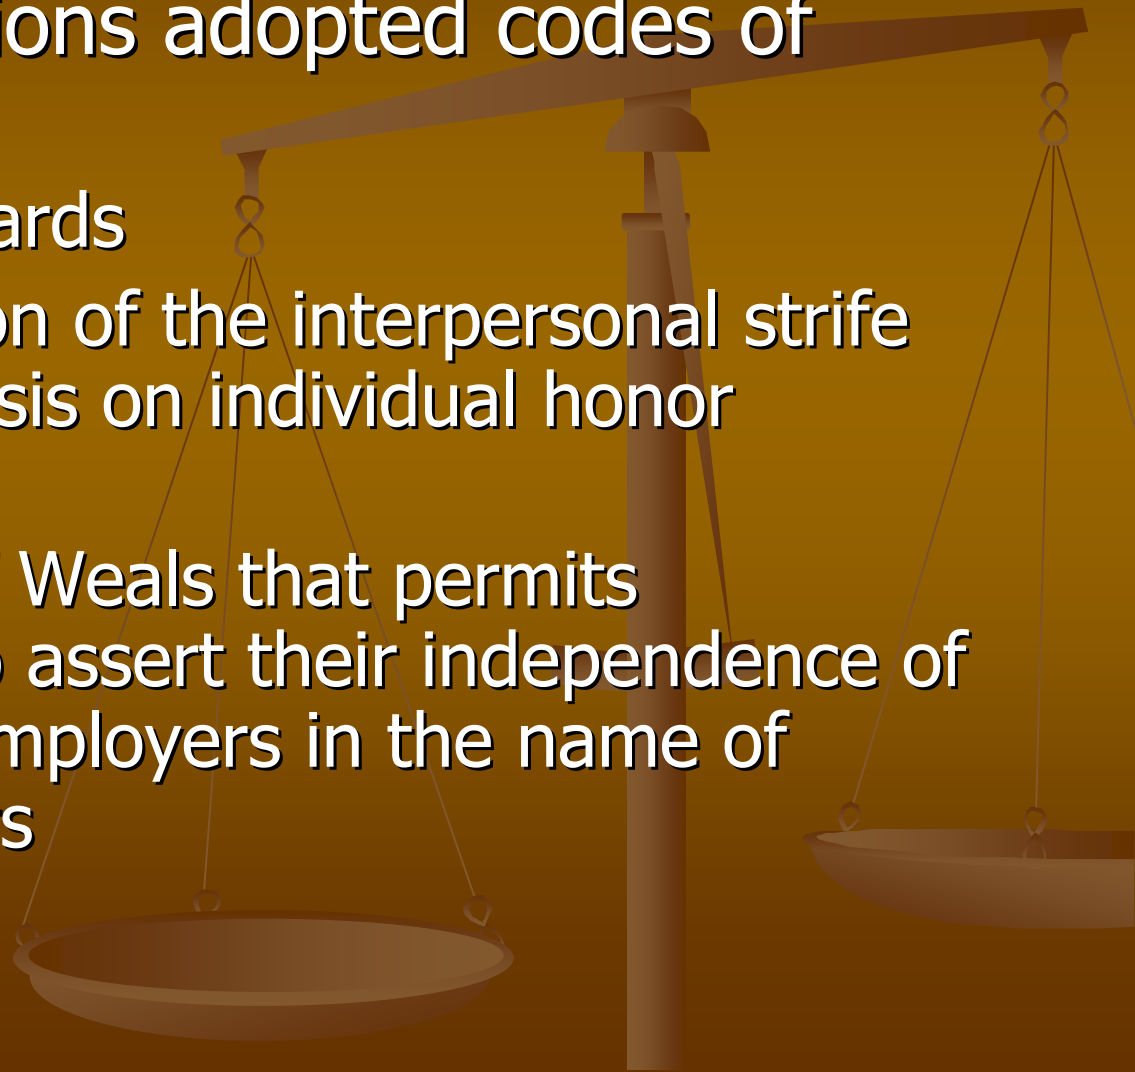 ions adopted codes of
ards
on of the interpersonal strife
sis on individual honor
Weals that permits
assert their independence of
mployers in the name of
rs